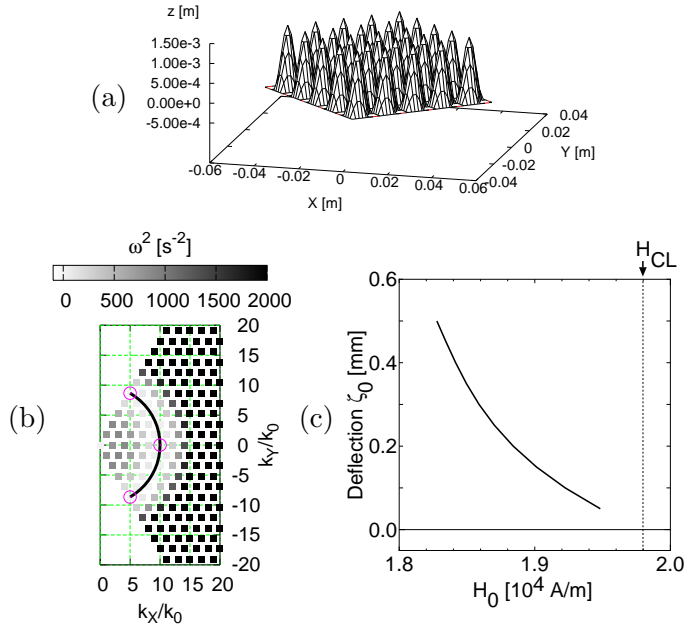 z [m]
1.50e-3
1.00e-3
5.00e-4
0.00e+0
-5.00e-4
(a)
0.04
0.02
0
-0.02
-0.04
Y [m]
-0.06
-0.04
-0.02
0
0.02
0.04
0.06
X [m]
ω² [s⁻²]
0 500 1000 1500 2000
(b)
20
15
10
5
0
-5
-10
-15
-20
k_Y/k_0
0 5 10 15 20
k_X/k_0
(c)
H_CL
0.6
0.4
0.2
0.0
Deflection ζ_0 [mm]
1.8 1.9 2.0
H_0 [10⁴ A/m]